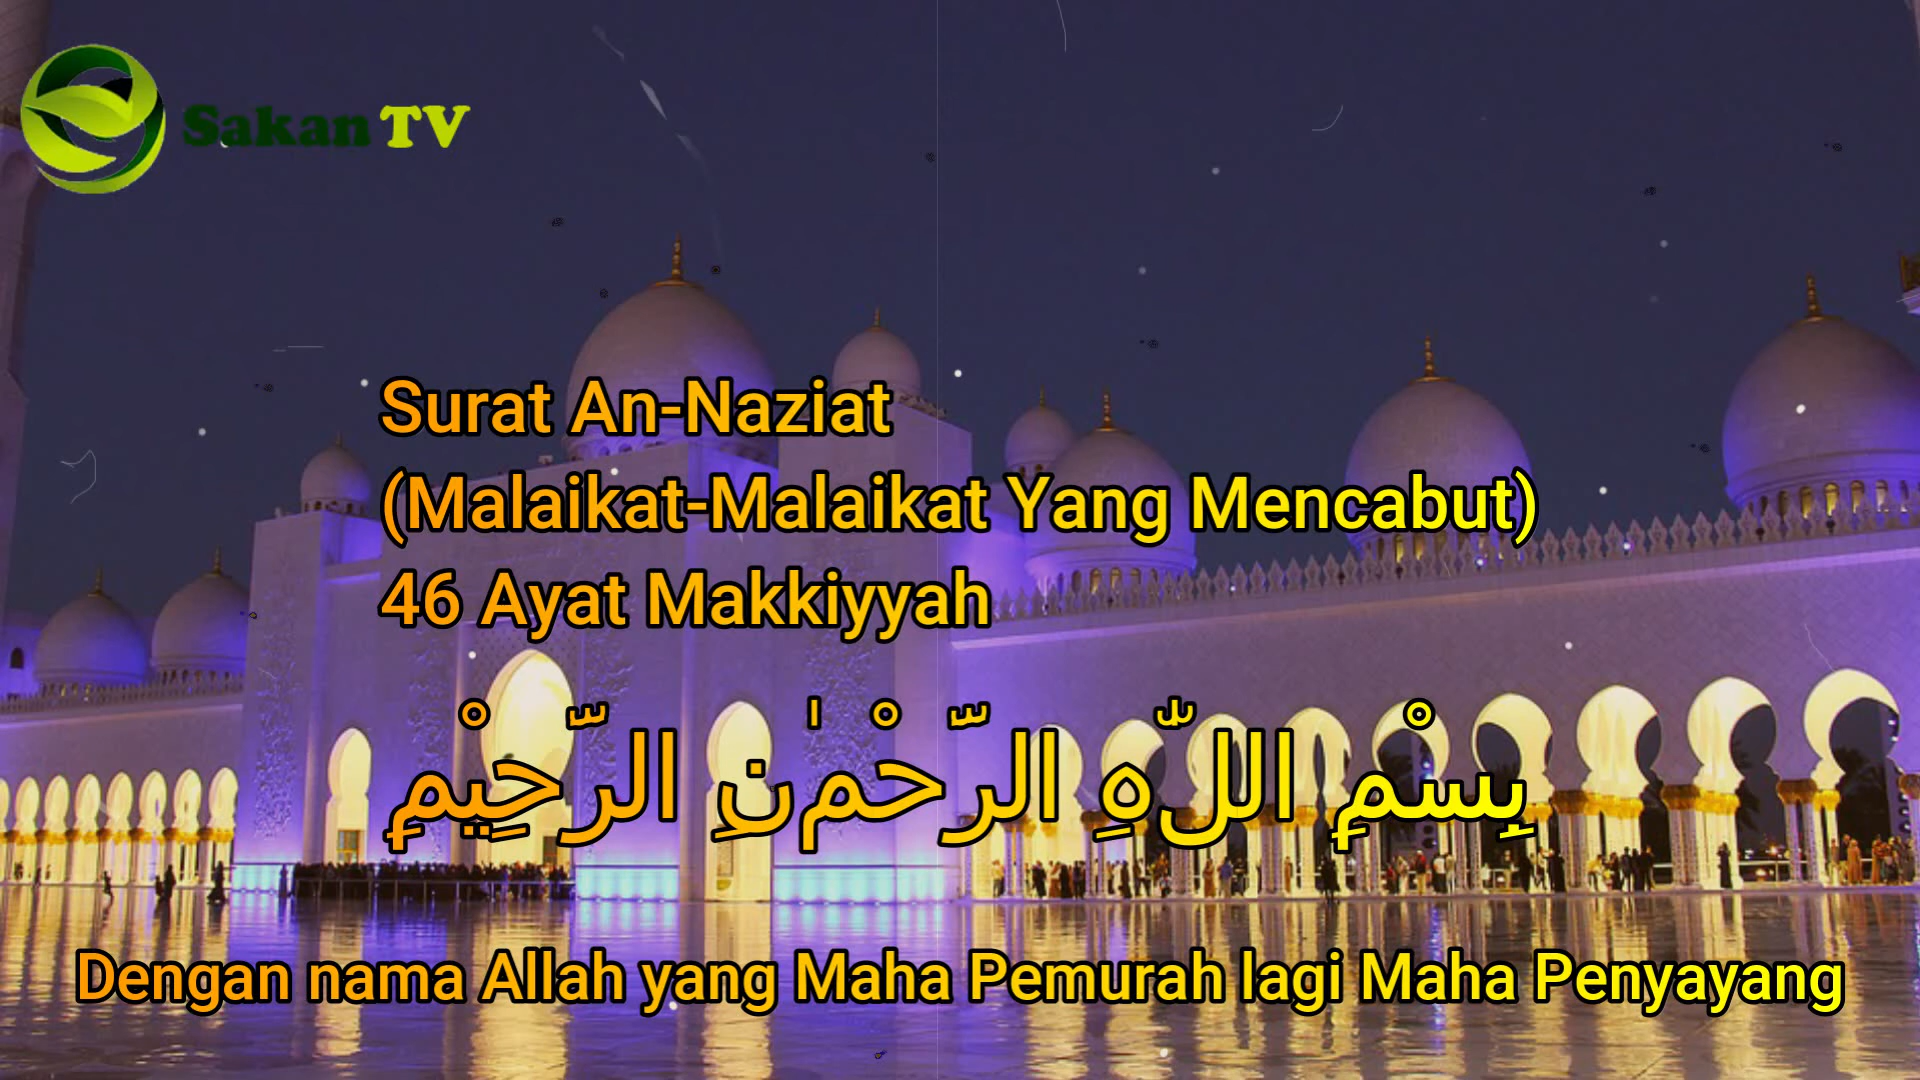 Sakan TV
Surat An-Naziat
(Malaikat-Malaikat Yang Mencabut)
46 Ayat Makkiyyah
بِسْمِ اللّٰهِ الرَّحْمٰنِ الرَّحِيْمِ
Dengan nama Allah yang Maha Pemurah lagi Maha Penyayang